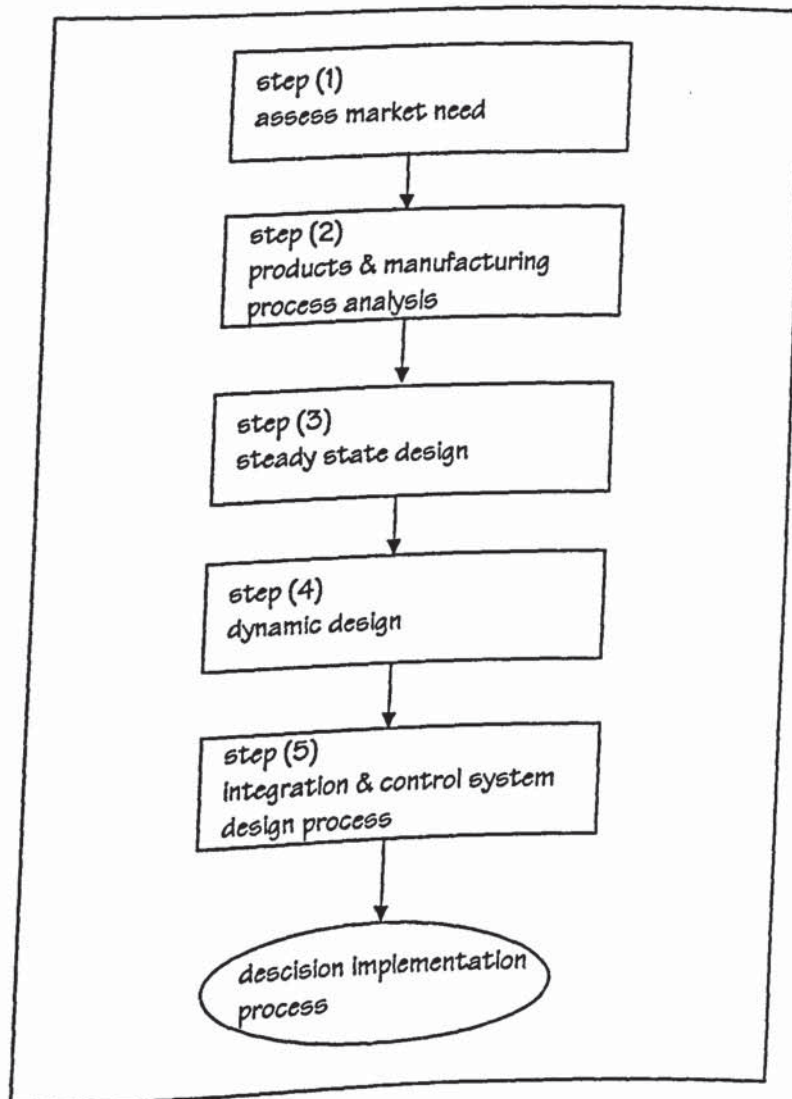 step (1)
assess market need
step (2)
products & manufacturing
process analysis
step (3)
steady state design
step (4)
dynamic design
step (5)
integration & control system
design process
descision implementation
process